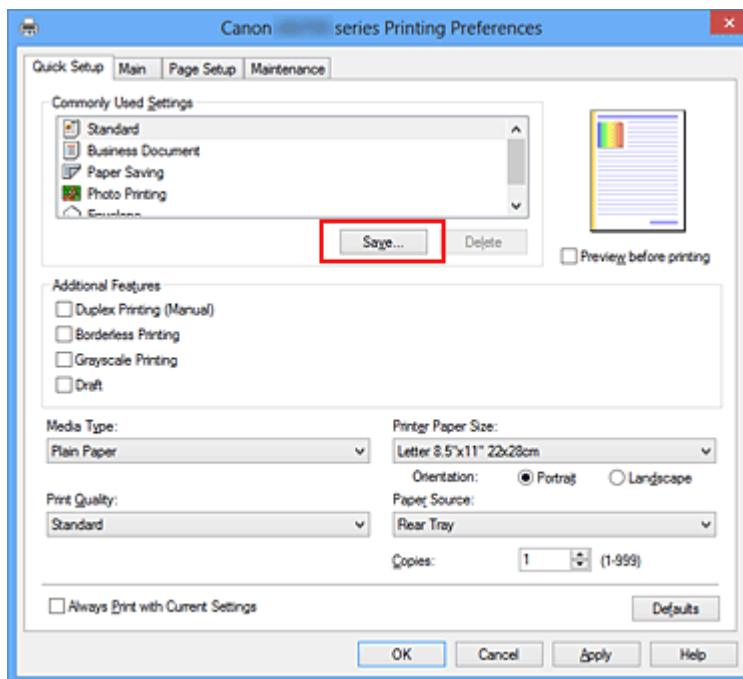 Canon series Printing Preferences
Quick Setup Main Page Setup Maintenance
Commonly Used Settings
Standard
Business Document
Paper Saving
Photo Printing
Envelope
Save... Delete
Preview before printing
Additional Features
Duplex Printing (Manual)
Borderless Printing
Grayscale Printing
Draft
Media Type: Printer Paper Size:
Plain Paper Letter 8.5"x11" 22x28cm
Orientation: Portrait Landscape
Print Quality: Paper Source:
Standard Rear Tray
Copies: 1 (1-999)
Always Print with Current Settings Defaults
OK Cancel Apply Help